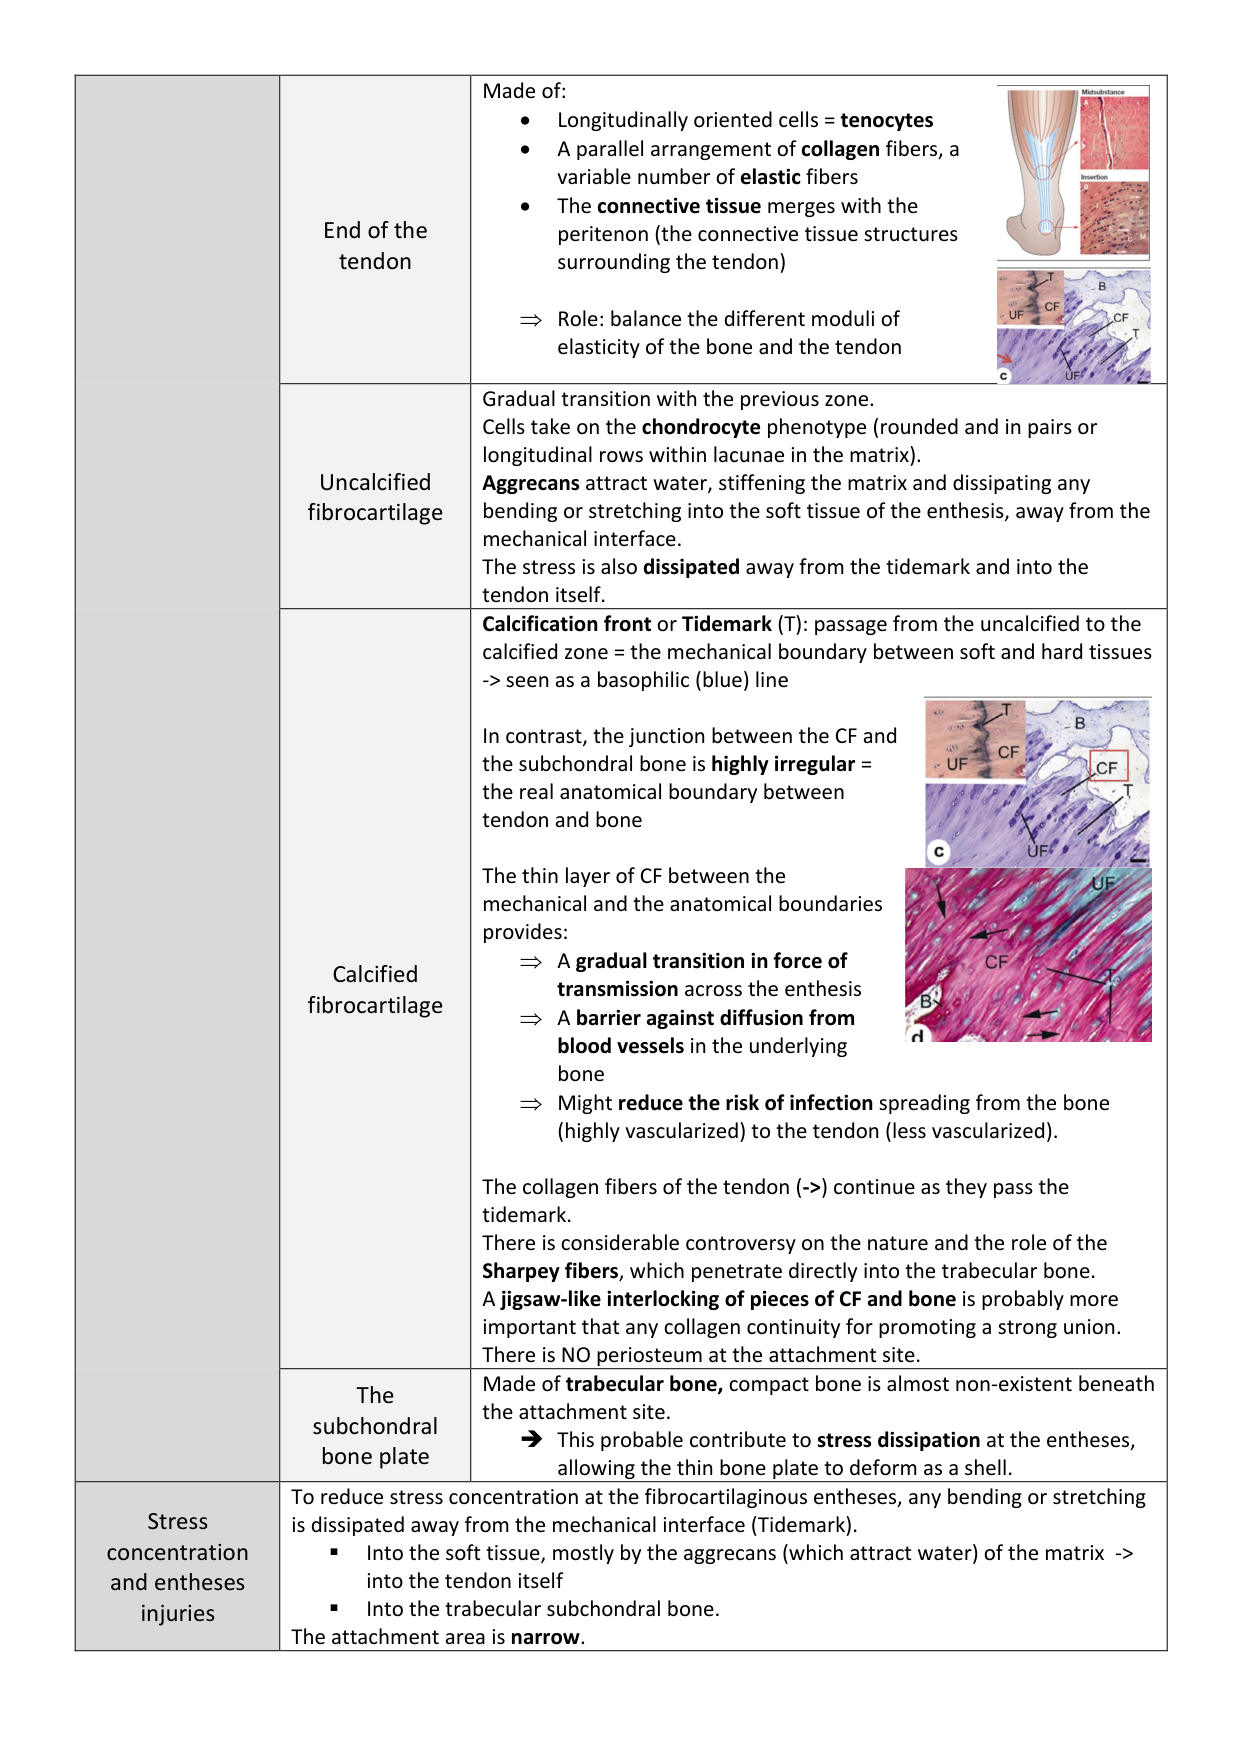 End of the
tendon
Made of:
• Longitudinally oriented cells = tenocytes
• A parallel arrangement of collagen fibers, a
variable number of elastic fibers
• The connective tissue merges with the
peritenon (the connective tissue structures
surrounding the tendon)
⇒ Role: balance the different moduli of
elasticity of the bone and the tendon
Midsubstance
A
Insertion
B
T
UF
CF
B
CF
T
UF
c
Uncalcified
fibrocartilage
Gradual transition with the previous zone.
Cells take on the chondrocyte phenotype (rounded and in pairs or
longitudinal rows within lacunae in the matrix).
Aggrecans attract water, stiffening the matrix and dissipating any
bending or stretching into the soft tissue of the enthesis, away from the
mechanical interface.
The stress is also dissipated away from the tidemark and into the
tendon itself.
Calcified
fibrocartilage
Calcification front or Tidemark (T): passage from the uncalcified to the
calcified zone = the mechanical boundary between soft and hard tissues
-> seen as a basophilic (blue) line
In contrast, the junction between the CF and
the subchondral bone is highly irregular =
the real anatomical boundary between
tendon and bone
The thin layer of CF between the
mechanical and the anatomical boundaries
provides:
⇒ A gradual transition in force of
transmission across the enthesis
⇒ A barrier against diffusion from
blood vessels in the underlying
bone
⇒ Might reduce the risk of infection spreading from the bone
(highly vascularized) to the tendon (less vascularized).
The collagen fibers of the tendon (->) continue as they pass the
tidemark.
There is considerable controversy on the nature and the role of the
Sharpey fibers, which penetrate directly into the trabecular bone.
A jigsaw-like interlocking of pieces of CF and bone is probably more
important that any collagen continuity for promoting a strong union.
There is NO periosteum at the attachment site.
T
UF
CF
B
CF
T
UF
c
UF
CF
T
B
d
The
subchondral
bone plate
Made of trabecular bone, compact bone is almost non-existent beneath
the attachment site.
➔ This probable contribute to stress dissipation at the entheses,
allowing the thin bone plate to deform as a shell.
Stress
concentration
and entheses
injuries
To reduce stress concentration at the fibrocartilaginous entheses, any bending or stretching
is dissipated away from the mechanical interface (Tidemark).
▪ Into the soft tissue, mostly by the aggrecans (which attract water) of the matrix ->
into the tendon itself
▪ Into the trabecular subchondral bone.
The attachment area is narrow.